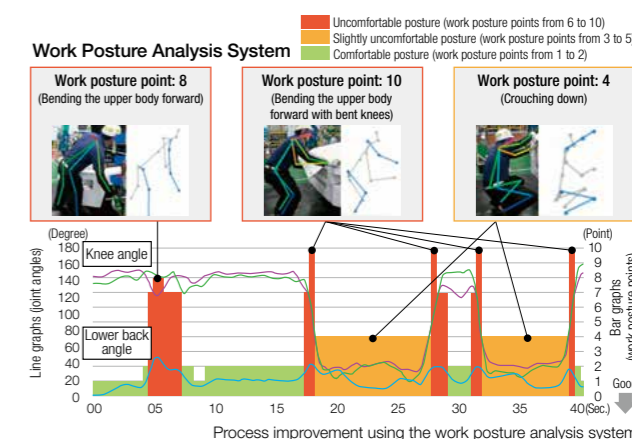 Uncomfortable posture (work posture points from 6 to 10)
Slightly uncomfortable posture (work posture points from 3 to 5)
Comfortable posture (work posture points from 1 to 2)
Work Posture Analysis System
Work posture point: 8
(Bending the upper body forward)
Work posture point: 10
(Bending the upper body
forward with bent knees)
Work posture point: 4
(Crouching down)
(Degree)
(Point)
Line graphs (joint angles)
180
160
140
120
100
80
60
40
20
0
Knee angle
Lower back
angle
10
9
8
7
6
5
4
3
2
1
0
Bar graphs
(work posture points)
Good
00 05 10 15 20 25 30 35 40(Sec.)
Process improvement using the work posture analysis system